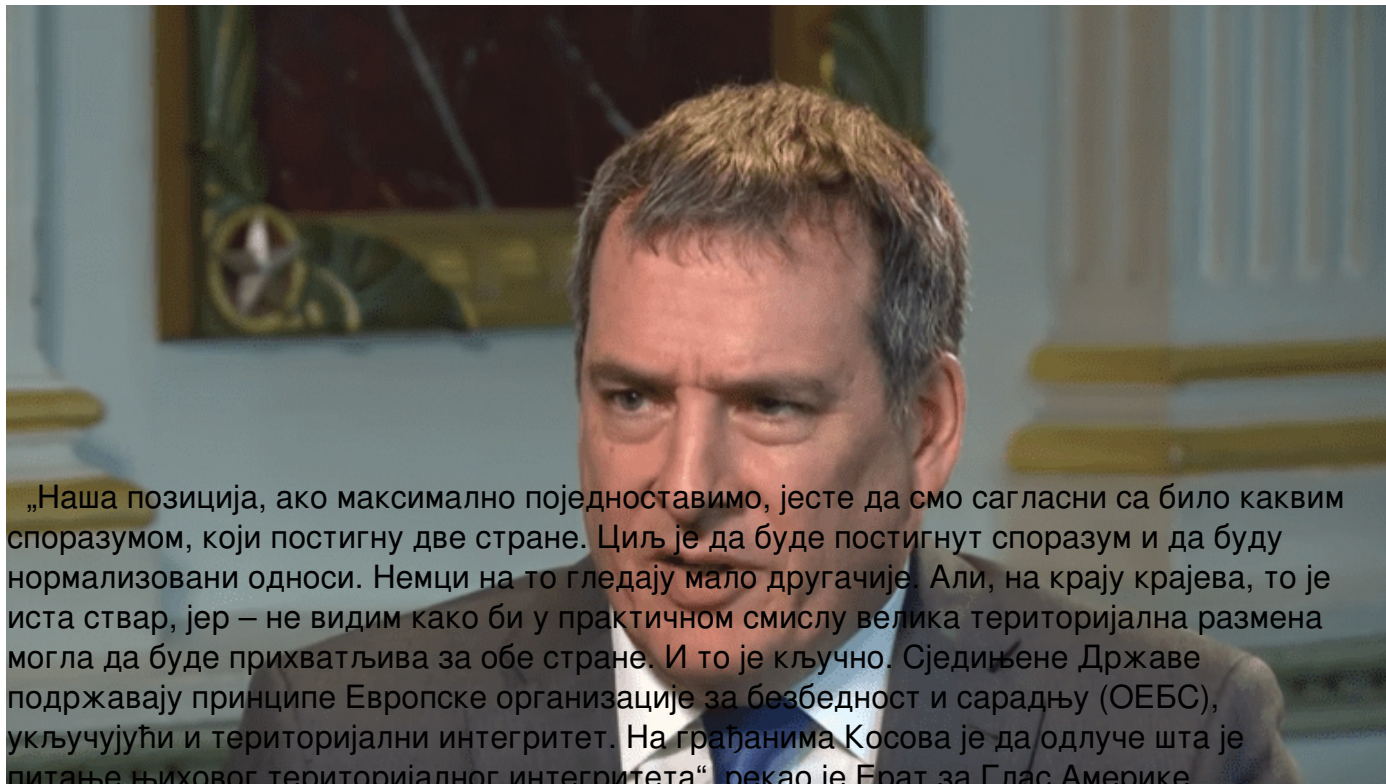 „Наша позиција, ако максимално поједноставимо, јесте да смо сагласни са било каквим
споразумом, који постигну две стране. Циљ је да буде постигнут споразум и да буду
нормализовани односи. Немци на то гледају мало другачије. Али, на крају крајева, то је
иста ствар, јер – не видим како би у практичном смислу велика територијална размена
могла да буде прихватљива за обе стране. И то је кључно. Сједињене Државе
подржавају принципе Европске организације за безбедност и сарадњу (ОЕБС),
укључујући и територијални интегритет. На грађанима Косова је да одлуче шта је
питање њиховог територијалног интегритета“, рекао је Ерат за Глас Америке.